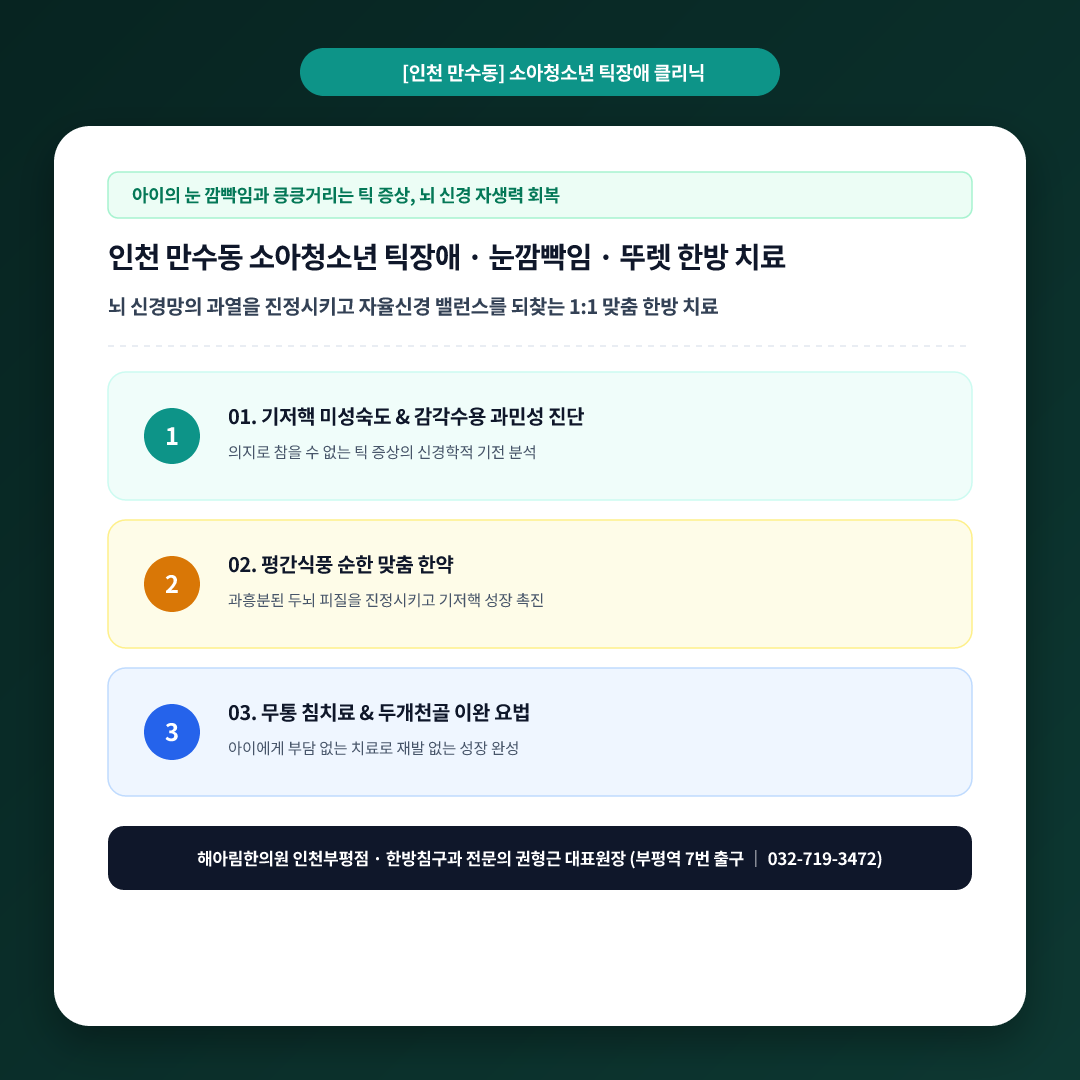 [인천 만수동] 소아청소년 틱장애 클리닉
아이의 눈 깜빡임과 킁킁거리는 틱 증상, 뇌 신경 자생력 회복
인천 만수동 소아청소년 틱장애 · 눈깜빡임 · 뚜렛 한방 치료
뇌 신경망의 과열을 진정시키고 자율신경 밸런스를 되찾는 1:1 맞춤 한방 치료
1
01. 기저핵 미성숙도 & 감각수용 과민성 진단
의지로 참을 수 없는 틱 증상의 신경학적 기전 분석
2
02. 평간식풍 순한 맞춤 한약
과흥분된 두뇌 피질을 진정시키고 기저핵 성장 촉진
3
03. 무통 침치료 & 두개천골 이완 요법
아이에게 부담 없는 치료로 재발 없는 성장 완성
해아림한의원 인천부평점 · 한방침구과 전문의 권형근 대표원장 (부평역 7번 출구 | 032-719-3472)